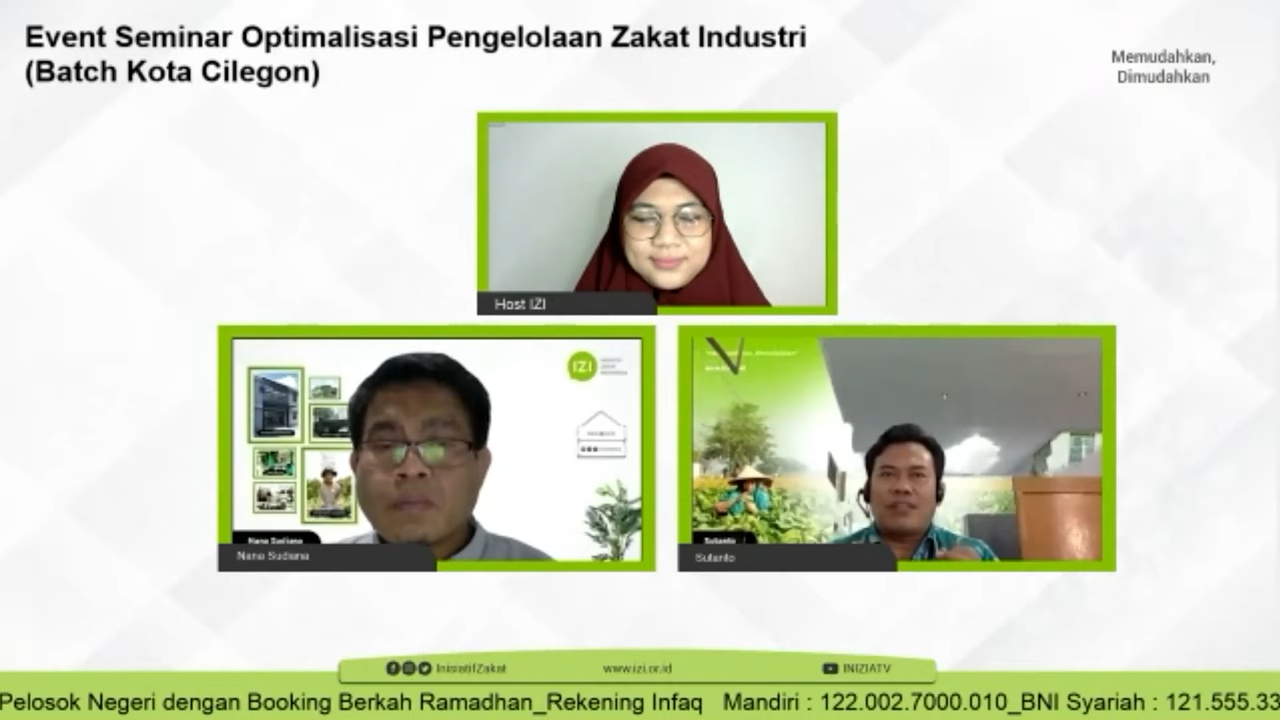 Event Seminar Optimalisasi Pengelolaan Zakat Industri
(Batch Kota Cilegon)
Memudahkan,
Dimudahkan
Host IZI
IZI
Nana Sudiana
Nana Sudiana
Sutanto
Sutanto
InisiatifZakat
www.izi.or.id
INIZIATV
Pelosok Negeri dengan Booking Berkah Ramadhan_Rekening Infaq Mandiri : 122.002.7000.010_BNI Syariah : 121.555.33